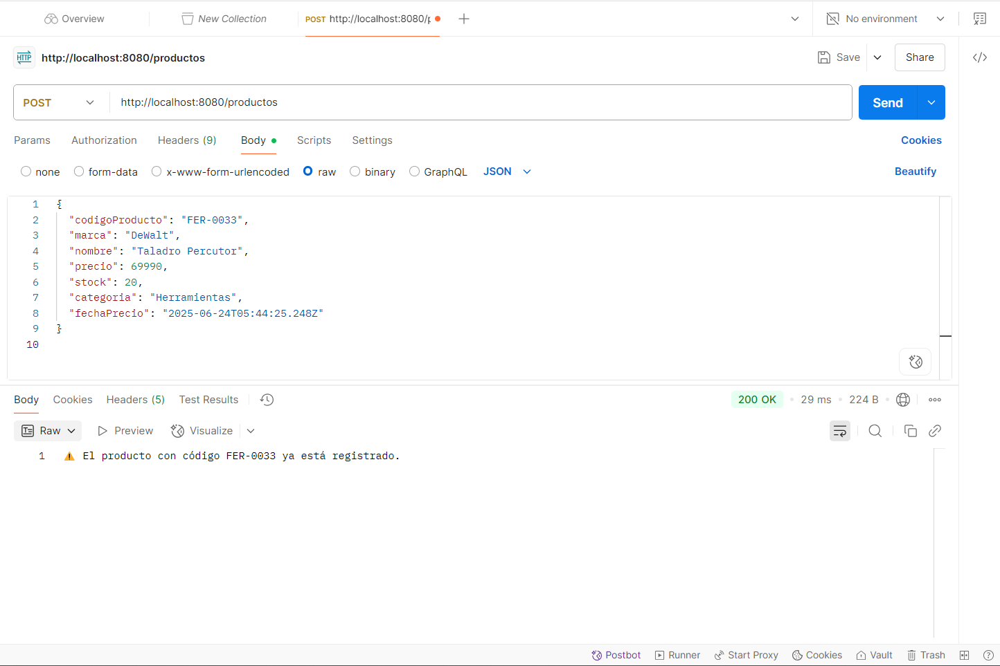 Overview
New Collection
POST http://localhost:8080/p
No environment
HTTP http://localhost:8080/productos
Save
Share
POST
http://localhost:8080/productos
Send
Params
Authorization
Headers (9)
Body
Scripts
Settings
Cookies
none
form-data
x-www-form-urlencoded
raw
binary
GraphQL
JSON
Beautify
1 {
2 "codigoProducto": "FER-0033",
3 "marca": "DeWalt",
4 "nombre": "Taladro Percutor",
5 "precio": 69990,
6 "stock": 20,
7 "categoria": "Herramientas",
8 "fechaPrecio": "2025-06-24T05:44:25.248Z"
9 }
10
Body
Cookies
Headers (5)
Test Results
200 OK
29 ms
224 B
Raw
Preview
Visualize
1 ⚠ El producto con código FER-0033 ya está registrado.
Postbot
Runner
Start Proxy
Cookies
Vault
Trash